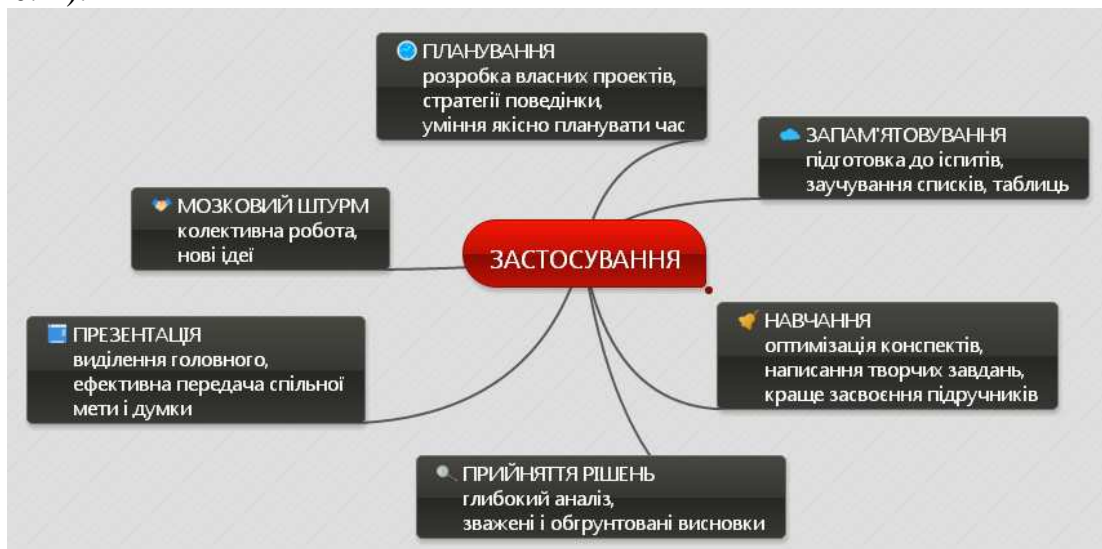 ПЛАНУВАННЯ
розробка власних проектів,
стратегії поведінки,
уміння якісно планувати час
ЗАПАМ'ЯТОВУВАННЯ
підготовка до іспитів,
заучування списків, таблиць
МОЗКОВИЙ ШТУРМ
колективна робота,
нові ідеї
ЗАСТОСУВАННЯ
ПРЕЗЕНТАЦІЯ
виділення головного,
ефективна передача спільної
мети і думки
НАВЧАННЯ
оптимізація конспектів,
написання творчих завдань,
краще засвоєння підручників
ПРИЙНЯТТЯ РІШЕНЬ
глибокий аналіз,
зважені і обгрунтовані висновки